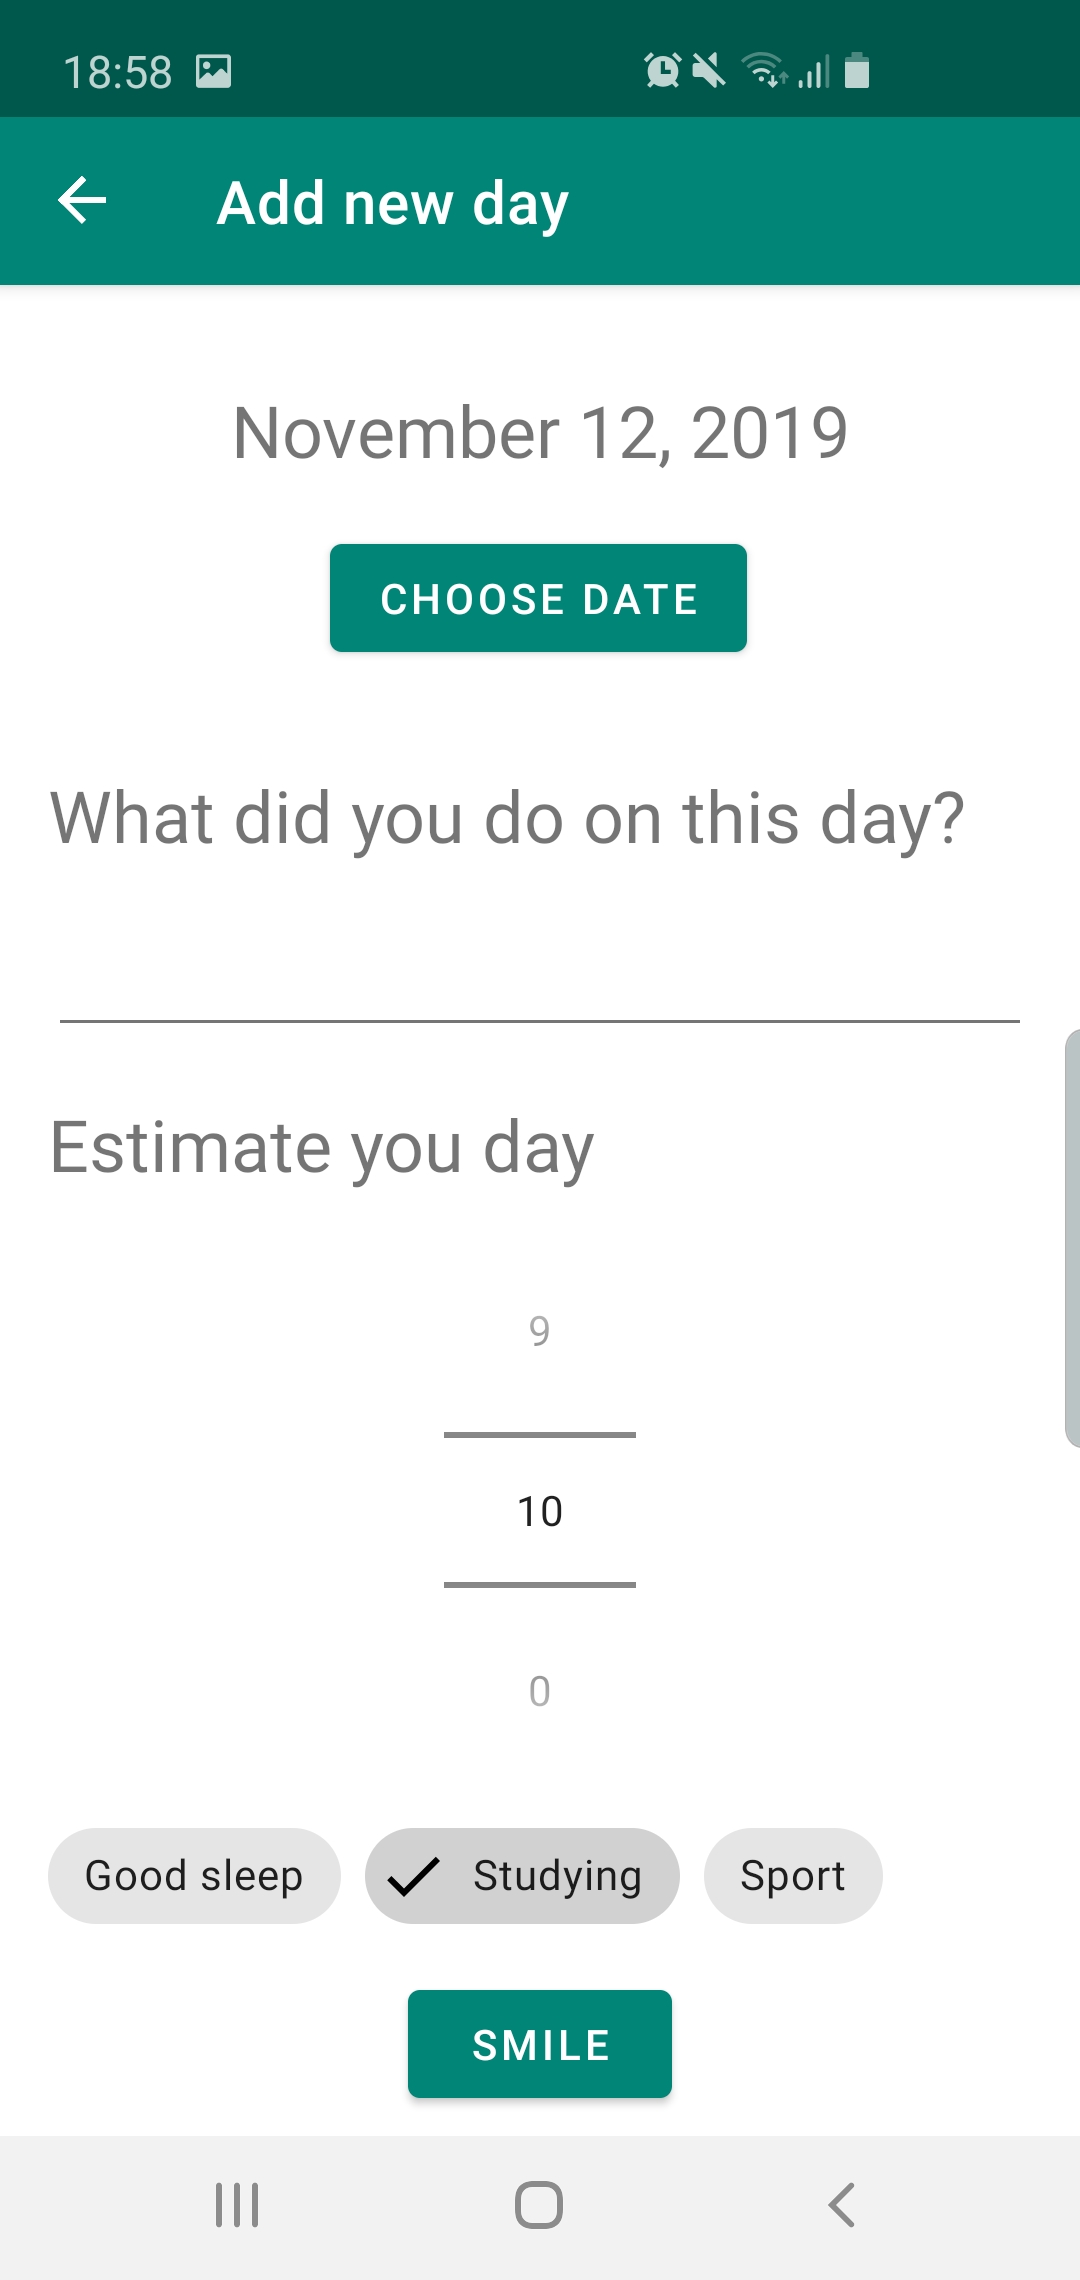 18:58
Add new day
November 12, 2019
CHOOSE DATE
What did you do on this day?
Estimate you day
9
10
0
Good sleep Studying Sport
SMILE